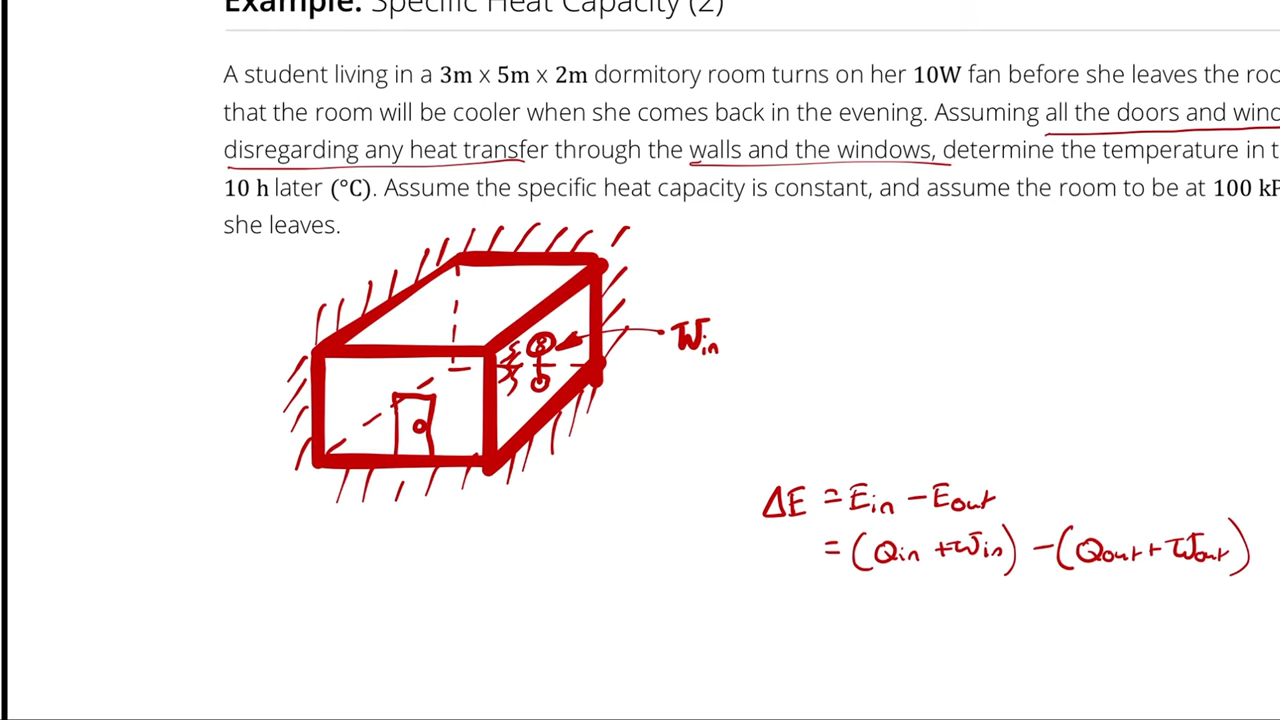 Example: Specific Heat Capacity (2)
A student living in a 3m x 5m x 2m dormitory room turns on her 10W fan before she leaves the roo
that the room will be cooler when she comes back in the evening. Assuming all the doors and wind
disregarding any heat transfer through the walls and the windows, determine the temperature in t
10 h later (°C). Assume the specific heat capacity is constant, and assume the room to be at 100 kP
she leaves.
Win
ΔE = Ein - Eout
= (Qin + Win) - (Qout + Wout)